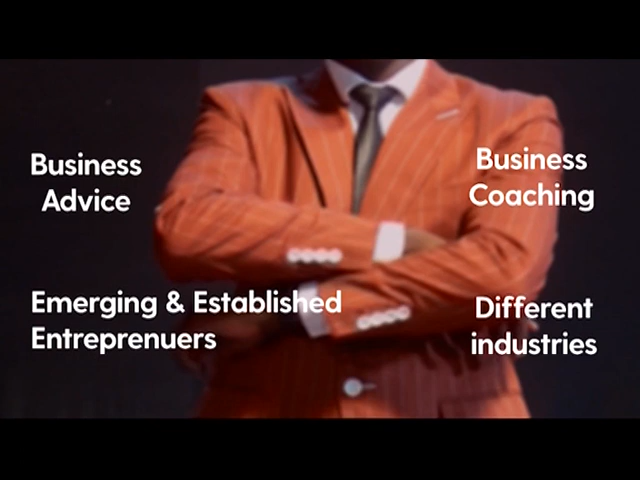 Business
Advice
Business
Coaching
Emerging & Established
Entreprenuers
Different
industries